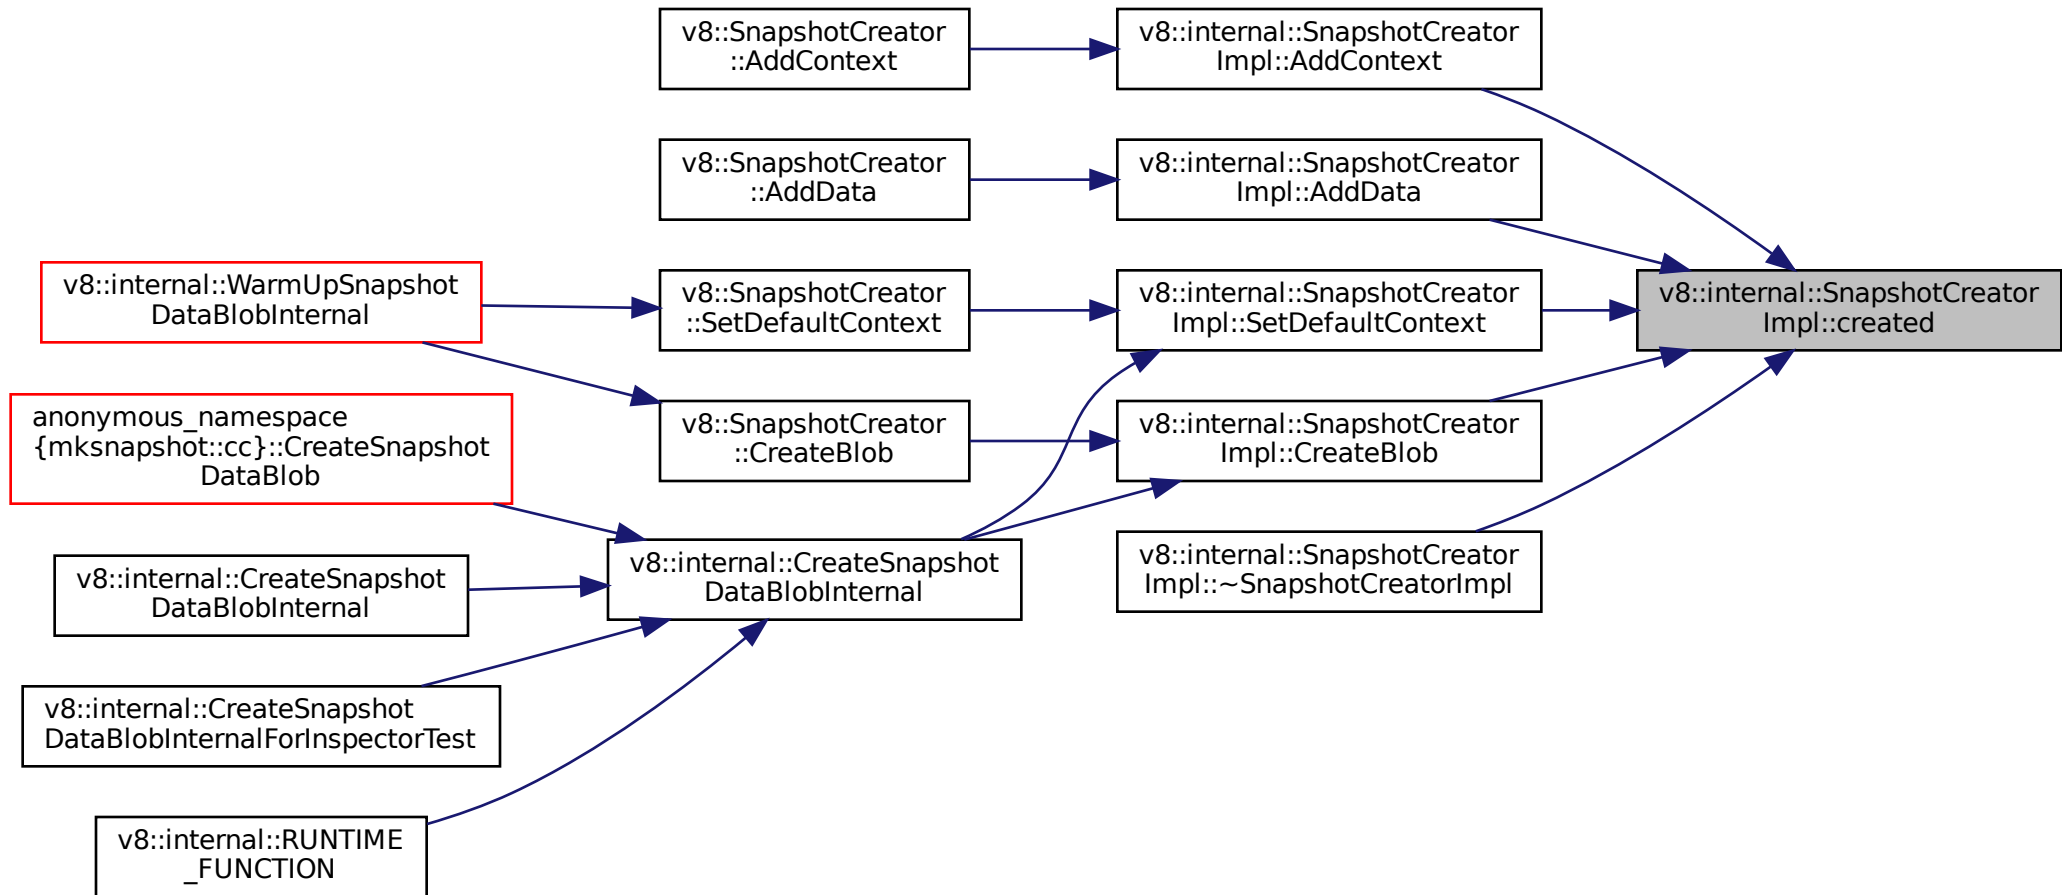 v8::SnapshotCreator
::AddContext
v8::internal::SnapshotCreator
Impl::AddContext
v8::SnapshotCreator
::AddData
v8::internal::SnapshotCreator
Impl::AddData
v8::internal::WarmUpSnapshot
DataBlobInternal
v8::SnapshotCreator
::SetDefaultContext
v8::internal::SnapshotCreator
Impl::SetDefaultContext
v8::internal::SnapshotCreator
Impl::created
anonymous_namespace
{mksnapshot::cc}::CreateSnapshot
DataBlob
v8::SnapshotCreator
::CreateBlob
v8::internal::SnapshotCreator
Impl::CreateBlob
v8::internal::CreateSnapshot
DataBlobInternal
v8::internal::CreateSnapshot
DataBlobInternal
v8::internal::SnapshotCreator
Impl::~SnapshotCreatorImpl
v8::internal::CreateSnapshot
DataBlobInternalForInspectorTest
v8::internal::RUNTIME
_FUNCTION